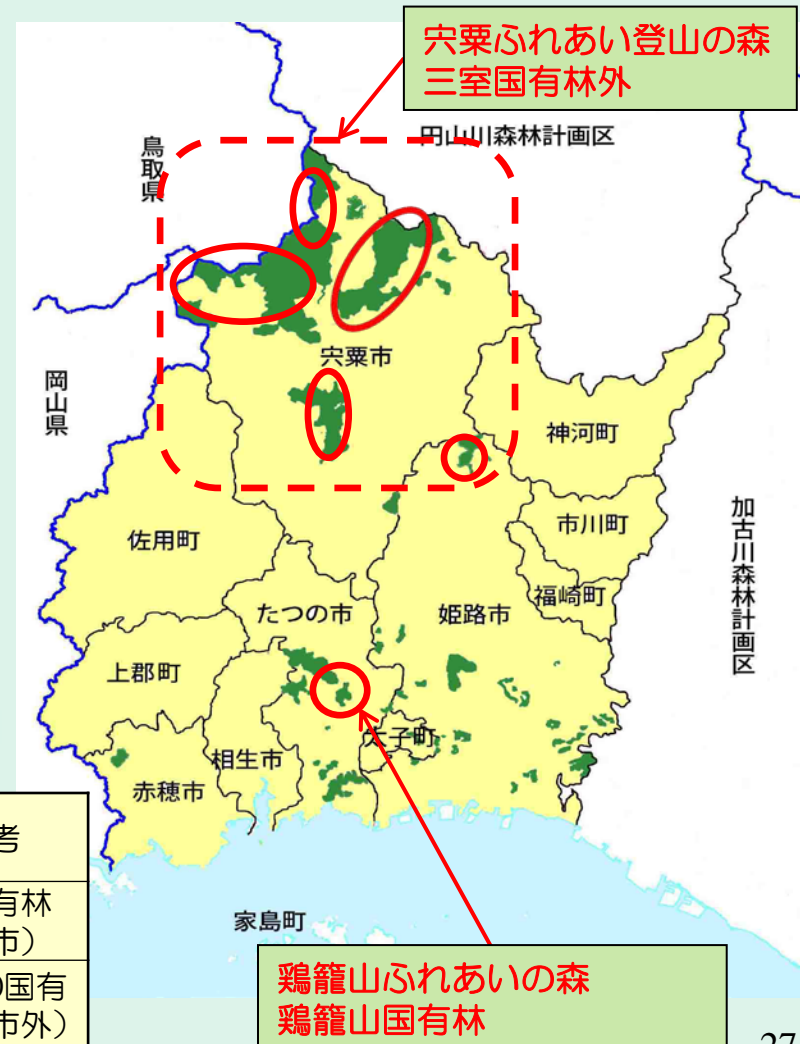 宍粟ふれあい登山の森
三室国有林外
円山川森林計画区
鳥取県
宍粟市
岡山県
神河町
加古川森林計画区
市川町
佐用町
福崎町
たつの市
姫路市
上郡町
太子町
相生市
赤穂市
考
有林
市）
の国有
市外）
家島町
鶏籠山ふれあいの森
鶏籠山国有林
27